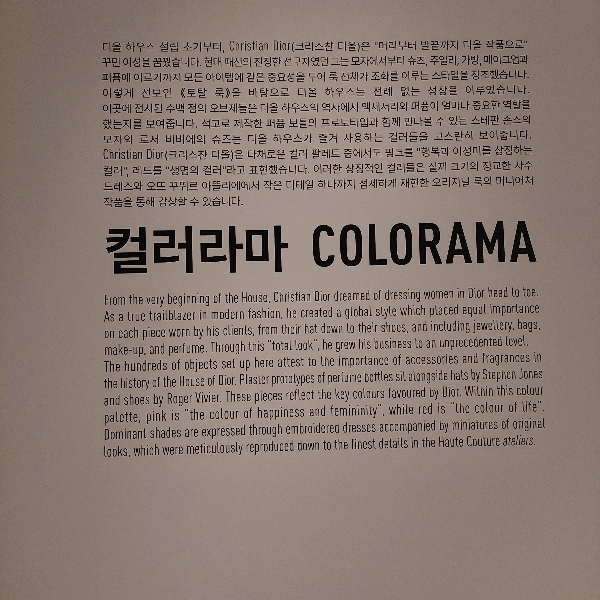 디올 하우스 설립 초기부터, Christian Dior(크리스찬 디올)은 "머리부터 발끝까지 디올 작품으로"
꾸민 여성을 꿈꿨습니다. 현대 패션의 진정한 선구자였던 그는 모자에서부터 슈즈, 주얼리, 가방, 메이크업과
퍼퓸에 이르기까지 모든 아이템에 같은 중요성을 두어 룩 전체가 조화를 이루는 스타일을 창조했습니다.
이렇게 선보인 《토탈 룩》을 바탕으로 디올 하우스는 전례 없는 성장을 이루었습니다.
이곳에 전시된 수백 점의 오브제들은 디올 하우스의 역사에서 액세서리와 퍼퓸이 얼마나 중요한 역할을
했는지를 보여줍니다. 석고로 제작한 퍼퓸 보틀의 프로토타입과 함께 만나볼 수 있는 스테판 존스의
모자와 로저 비비에의 슈즈는 디올 하우스가 즐겨 사용하는 컬러들을 고스란히 보여줍니다.
Christian Dior(크리스찬 디올)은 다채로운 컬러 팔레트 중에서도 핑크를 "행복과 여성미를 상징하는
컬러", 레드를 "생명의 컬러"라고 표현했습니다. 이러한 상징적인 컬러들은 실제 크기의 정교한 자수
드레스와 오뜨 꾸뛰르 아뜰리에에서 작은 디테일 하나까지 섬세하게 재현한 오리지널 룩의 미니어처
작품을 통해 감상할 수 있습니다.
컬러라마 COLORAMA
From the very beginning of the House, Christian Dior dreamed of dressing women in Dior head to toe.
As a true trailblazer in modern fashion, he created a global style which placed equal importance
on each piece worn by his clients, from their hat down to their shoes, and including jewellery, bags,
make-up, and perfume. Through this "total look", he grew his business to an unprecedented level.
The hundreds of objects set up here attest to the importance of accessories and fragrances in
the history of the House of Dior. Plaster prototypes of perfume bottles sit alongside hats by Stephen Jones
and shoes by Roger Vivier. These pieces reflect the key colours favoured by Dior. Within this colour
palette, pink is "the colour of happiness and femininity", while red is "the colour of life".
Dominant shades are expressed through embroidered dresses accompanied by miniatures of original
looks, which were meticulously reproduced down to the finest details in the Haute Couture ateliers.